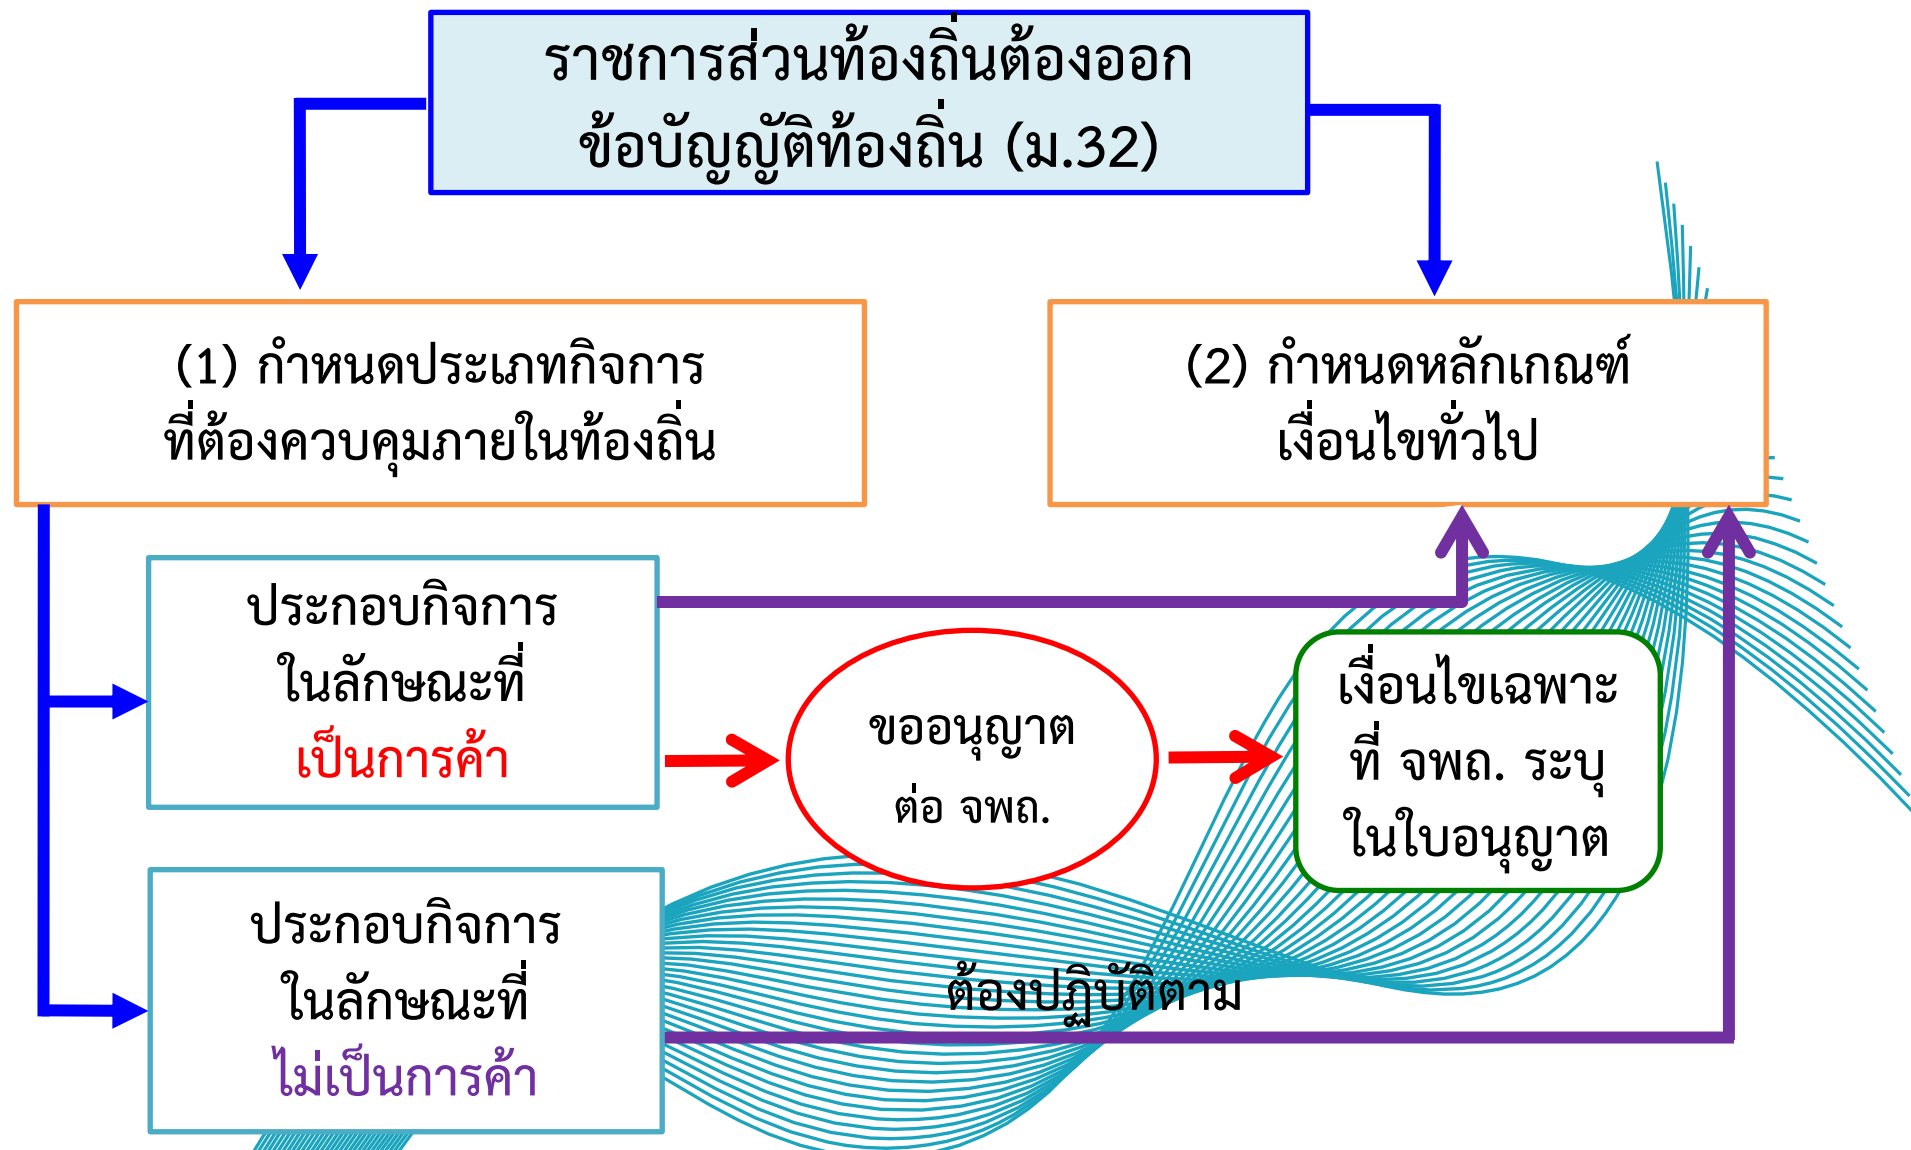 ราชการส่วนท้องถิ่นต้องออก
ข้อบัญญัติท้องถิ่น (ม.32)
(1) กำหนดประเภทกิจการ
ที่ต้องควบคุมภายในท้องถิ่น
(2) กำหนดหลักเกณฑ์
เงื่อนไขทั่วไป
ประกอบกิจการ
ในลักษณะที่
เป็นการค้า
ขออนุญาต
ต่อ จพถ.
เงื่อนไขเฉพาะ
ที่ จพถ. ระบุ
ในใบอนุญาต
ประกอบกิจการ
ในลักษณะที่
ไม่เป็นการค้า
ต้องปฏิบัติตาม